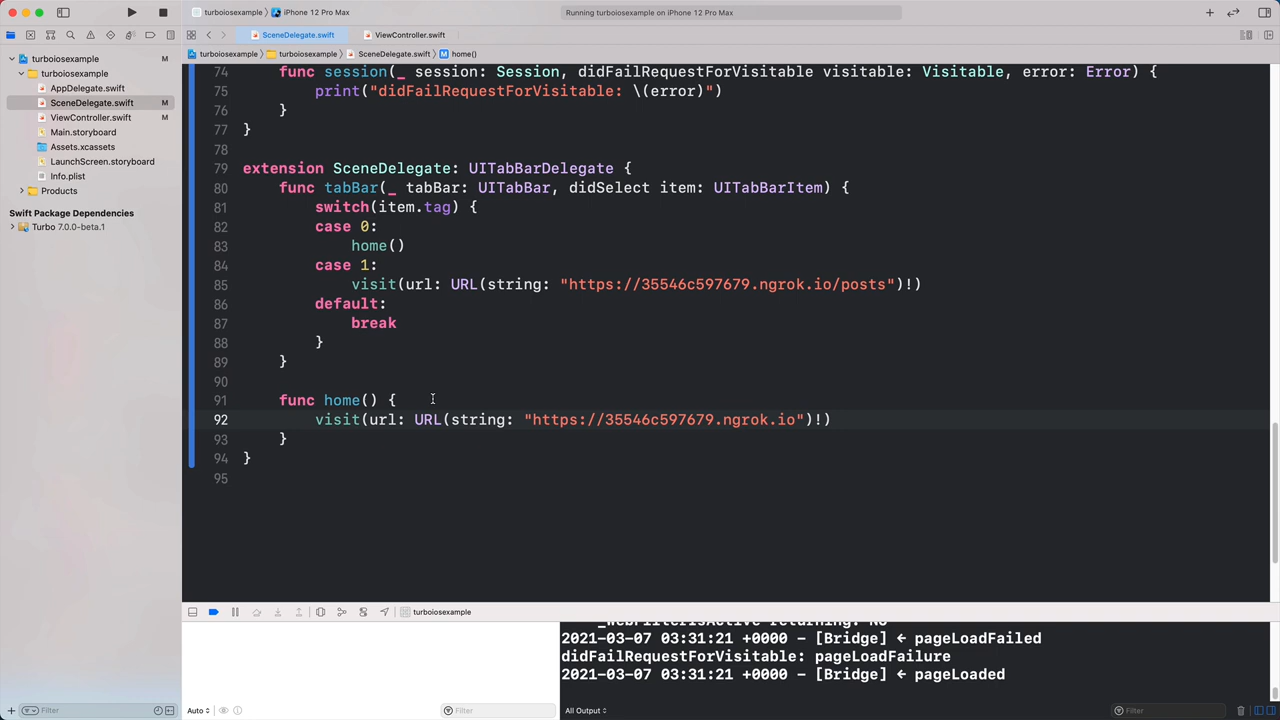 turboiosexample
iPhone 12 Pro Max
Running turboiosexample on iPhone 12 Pro Max
SceneDelegate.swift
ViewController.swift
turboiosexample
turboiosexample
SceneDelegate.swift
M
home()
turboiosexample
M
turboiosexample
AppDelegate.swift
SceneDelegate.swift
M
ViewController.swift
M
Main.storyboard
Assets.xcassets
LaunchScreen.storyboard
Info.plist
Products
Swift Package Dependencies
Turbo 7.0.0-beta.1
74 func session(_ session: Session, didFailRequestForVisitable visitable: Visitable, error: Error) {
75 print("didFailRequestForVisitable: \(error)")
76 }
77 }
78
79 extension SceneDelegate: UITabBarDelegate {
80 func tabBar(_ tabBar: UITabBar, didSelect item: UITabBarItem) {
81 switch(item.tag) {
82 case 0:
83 home()
84 case 1:
85 visit(url: URL(string: "https://35546c597679.ngrok.io/posts")!)
86 default:
87 break
88 }
89 }
90
91 func home() {
92 visit(url: URL(string: "https://35546c597679.ngrok.io")!)
93 }
94 }
95
turboiosexample
_WebFilterIsActive returning: NO
2021-03-07 03:31:21 +0000 - [Bridge] ← pageLoadFailed
didFailRequestForVisitable: pageLoadFailure
2021-03-07 03:31:21 +0000 - [Bridge] ← pageLoaded
Filter
Auto
Filter
All Output
Filter